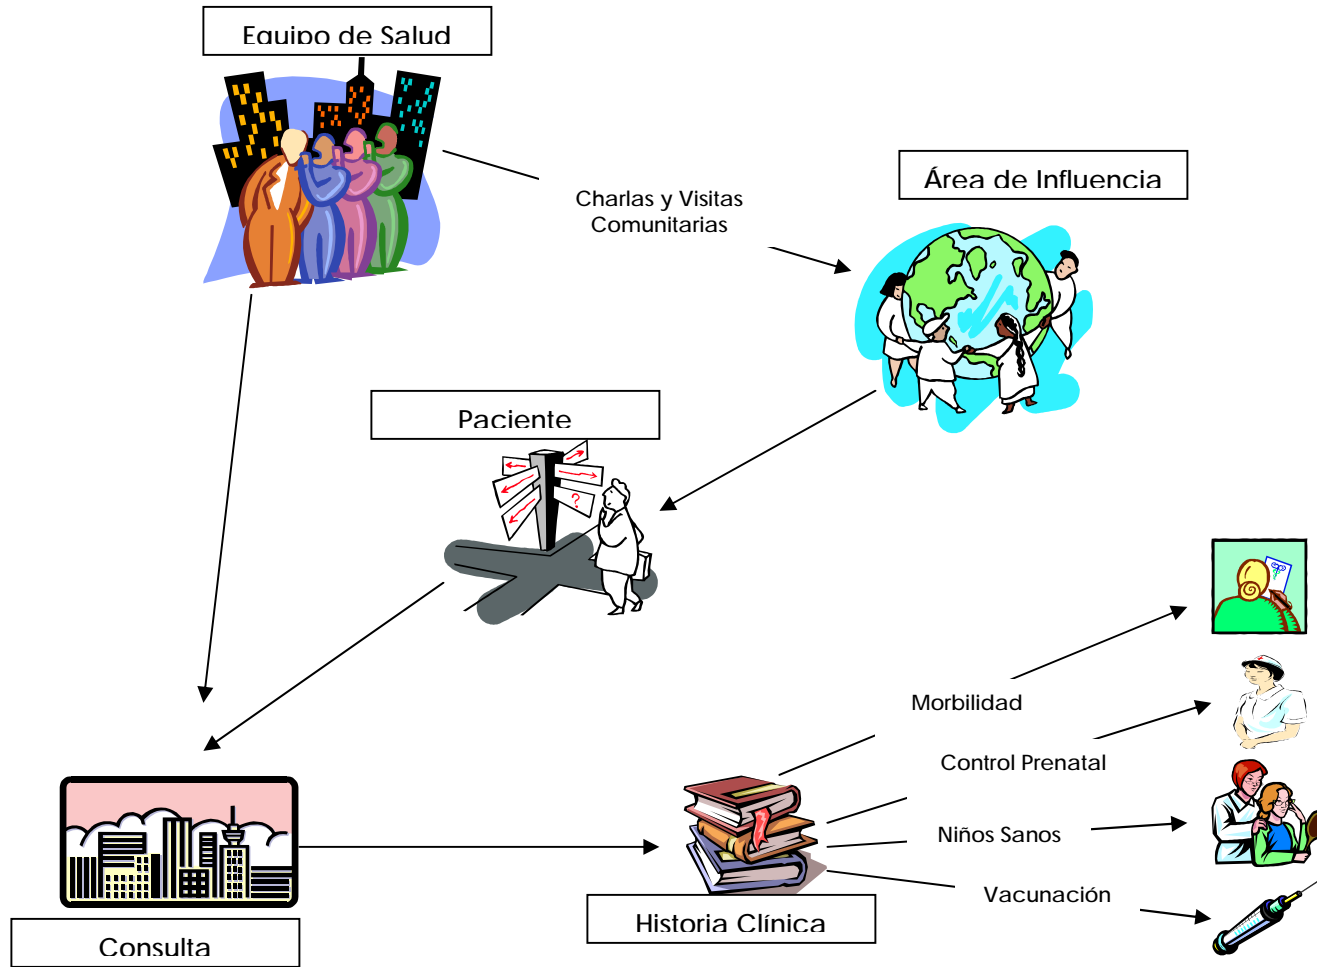 Equipo de Salud
Área de Influencia
Charlas y Visitas
Comunitarias
Paciente
?
Morbilidad
Control Prenatal
Niños Sanos
Vacunación
Historia Clínica
Consulta